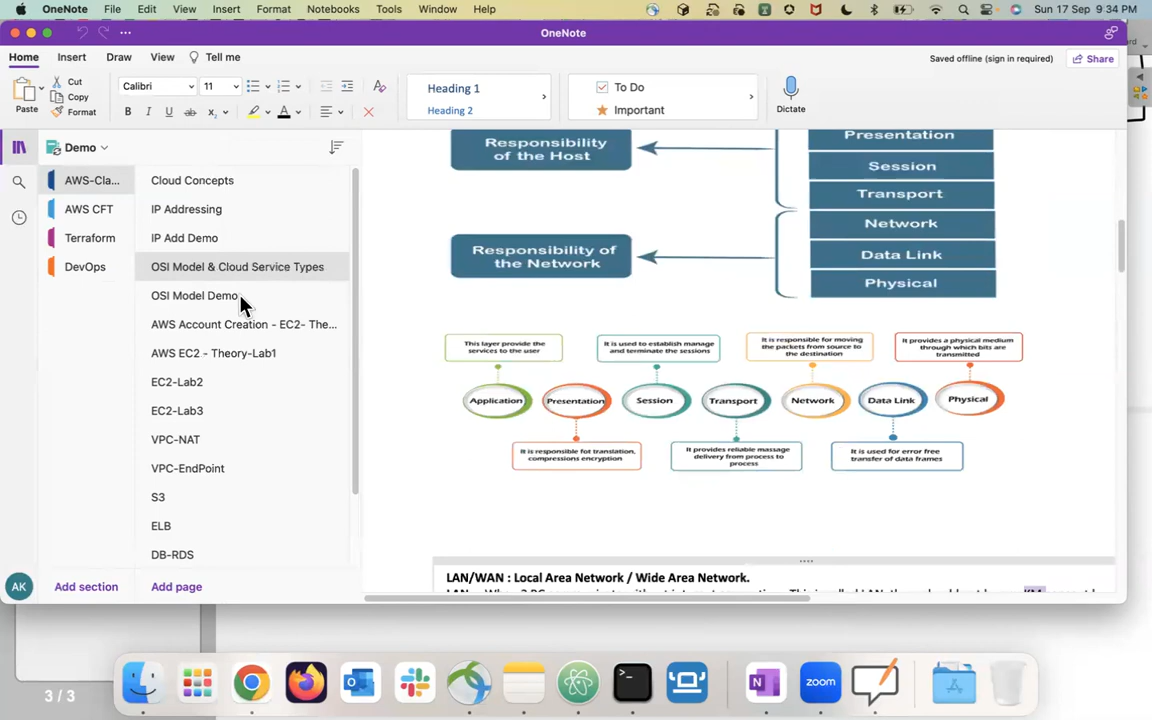 OneNote File Edit View Insert Format Notebooks Tools Window Help Sun 17 Sep 9:34 PM
OneNote
Home Insert Draw View Tell me
Saved offline (sign in required) Share
Paste Cut Copy Format
Calibri 11
B I U ab X2 A
Heading 1
Heading 2
To Do
Important
Dictate
Demo
AWS-Cla...
AWS CFT
Terraform
DevOps
Add section
Cloud Concepts
IP Addressing
IP Add Demo
OSI Model & Cloud Service Types
OSI Model Demo
AWS Account Creation - EC2- The...
AWS EC2 - Theory-Lab1
EC2-Lab2
EC2-Lab3
VPC-NAT
VPC-EndPoint
S3
ELB
DB-RDS
Add page
AK
Responsibility
of the Host
Responsibility of
the Network
Presentation
Session
Transport
Network
Data Link
Physical
This layer provide the
services to the user
It is used to establish manage
and terminate the sessions
It is responsible for moving
the packets from source to
the destination
It provides a physical medium
through which bits are
transmitted
Application Presentation Session Transport Network Data Link Physical
It is responsible for translation,
compressions encryption
It provides reliable massage
delivery from process to
process
It is used for error free
transfer of data frames
LAN/WAN : Local Area Network / Wide Area Network.
3 / 3
zoom